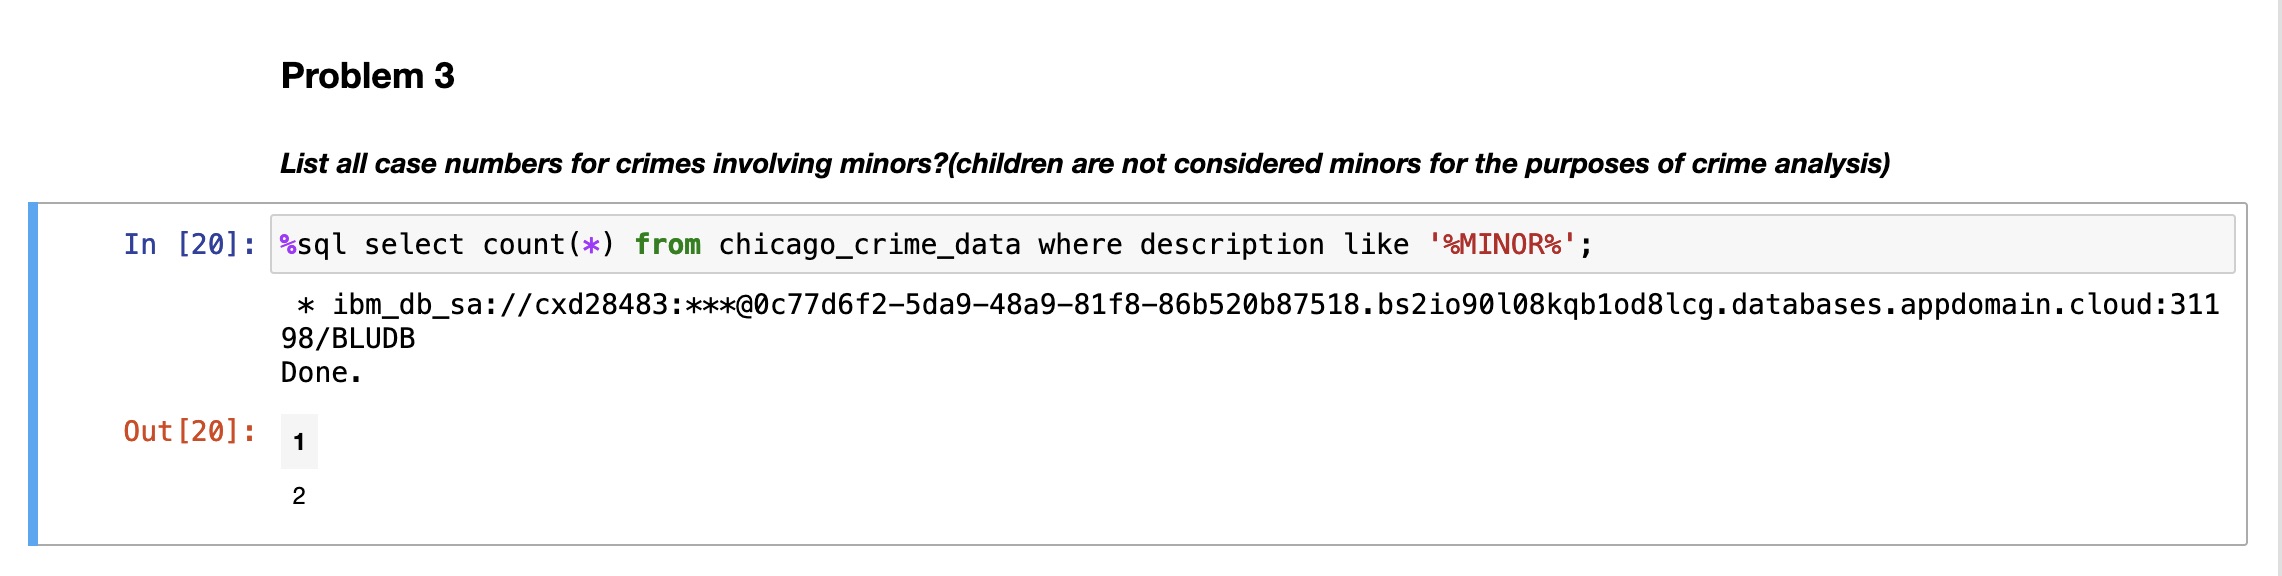 Problem 3
List all case numbers for crimes involving minors?(children are not considered minors for the purposes of crime analysis)
In [20]: %sql select count(*) from chicago_crime_data where description like '%MINOR%';
* ibm_db_sa://cxd28483:***@0c77d6f2-5da9-48a9-81f8-86b520b87518.bs2io90l08kqb1od8lcg.databases.appdomain.cloud:311
98/BLUDB
Done.
Out[20]: 1
2